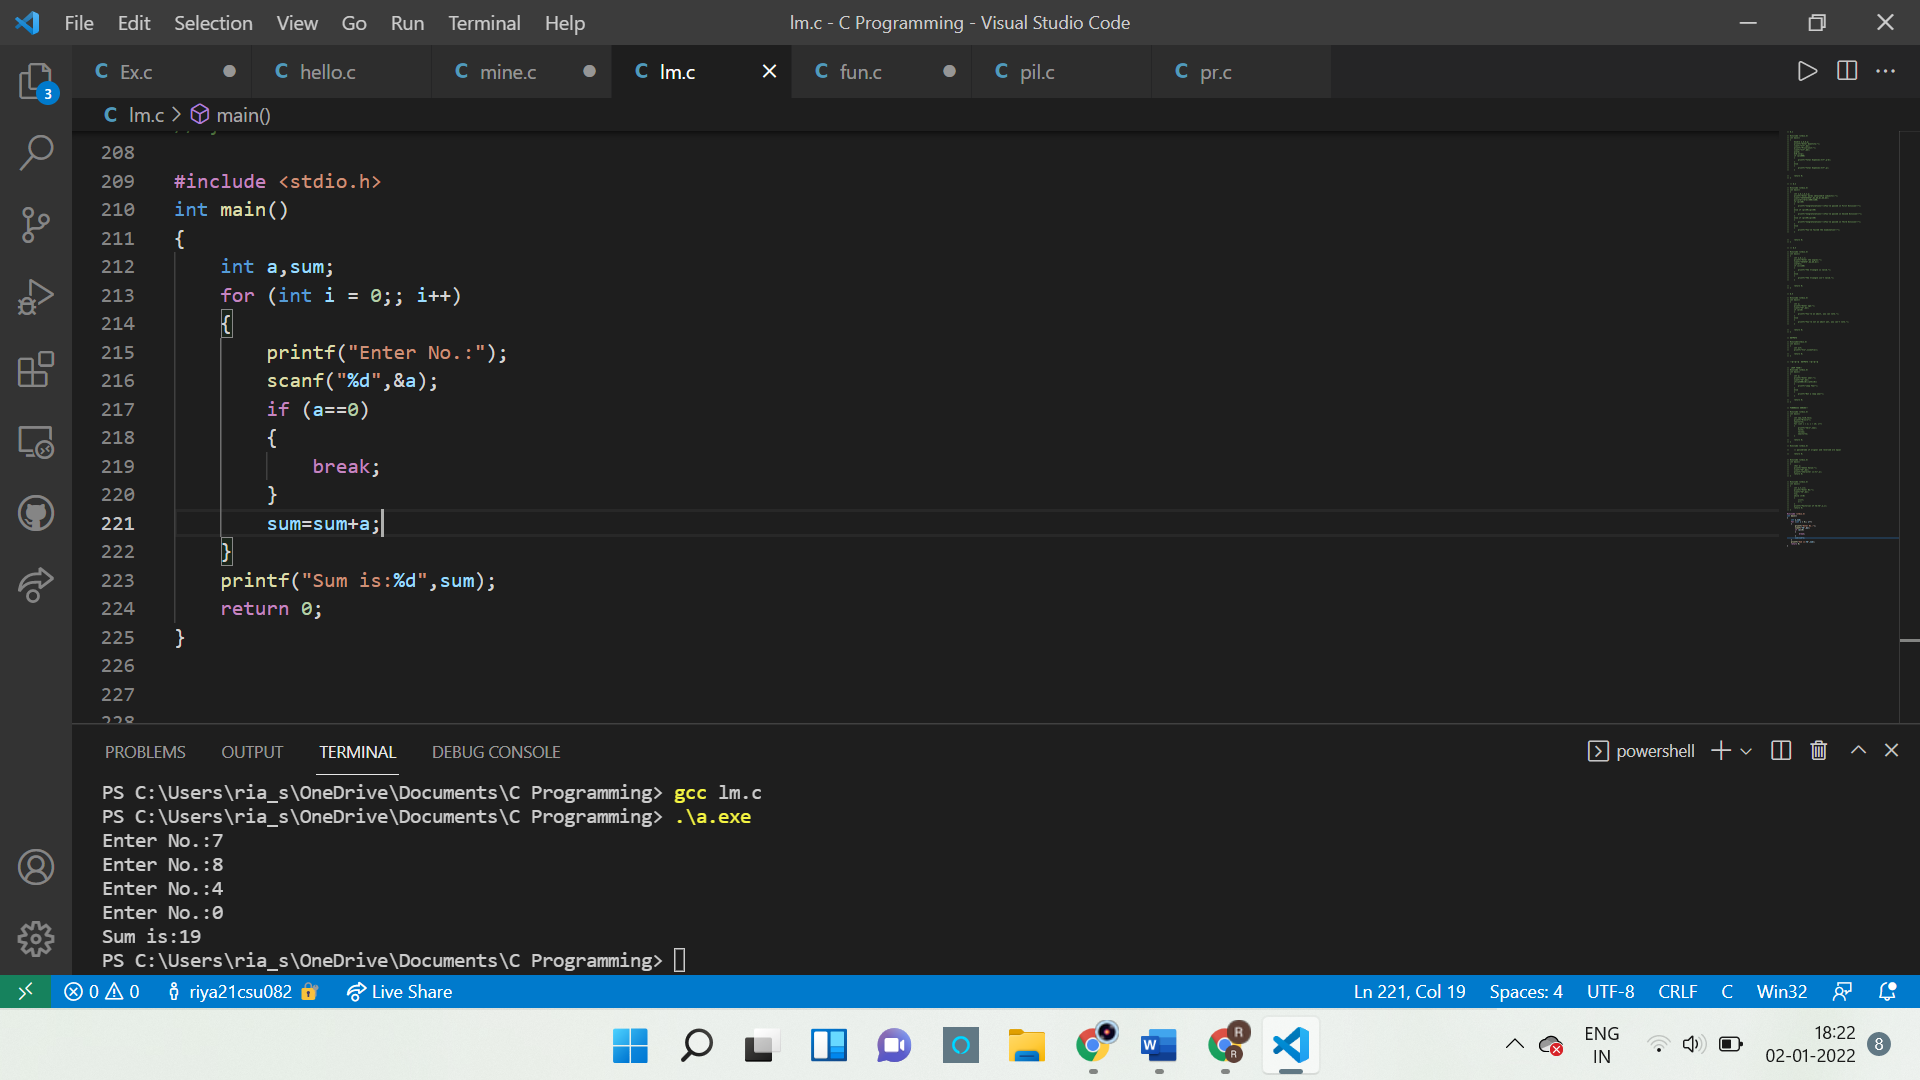 File Edit Selection View Go Run Terminal Help lm.c - C Programming - Visual Studio Code
C Ex.c C hello.c C mine.c C lm.c C fun.c C pil.c C pr.c
3
C lm.c > main()
208
209 #include <stdio.h>
210 int main()
211 {
212 int a,sum;
213 for (int i = 0;; i++)
214 {
215 printf("Enter No.:");
216 scanf("%d",&a);
217 if (a==0)
218 {
219 break;
220 }
221 sum=sum+a;
222 }
223 printf("Sum is:%d",sum);
224 return 0;
225 }
226
227
228
PROBLEMS OUTPUT TERMINAL DEBUG CONSOLE powershell
PS C:\Users\ria_s\OneDrive\Documents\C Programming> gcc lm.c
PS C:\Users\ria_s\OneDrive\Documents\C Programming> .\a.exe
Enter No.:7
Enter No.:8
Enter No.:4
Enter No.:0
Sum is:19
PS C:\Users\ria_s\OneDrive\Documents\C Programming>
0 0 riya21csu082 Live Share Ln 221, Col 19 Spaces: 4 UTF-8 CRLF C Win32
W R R ENG 18:22 8
IN 02-01-2022